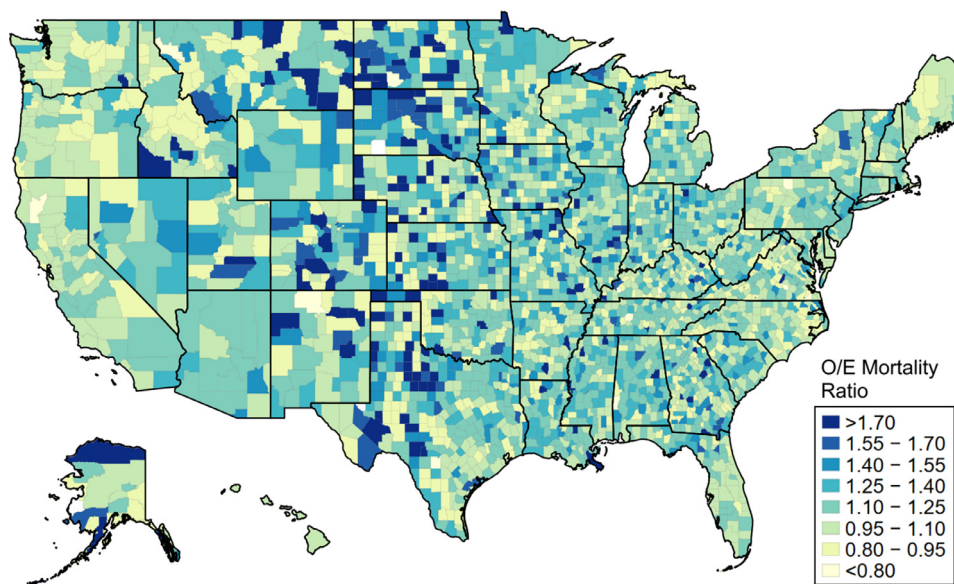 O/E Mortality
Ratio
>1.70
1.55 – 1.70
1.40 – 1.55
1.25 – 1.40
1.10 – 1.25
0.95 – 1.10
0.80 – 0.95
<0.80